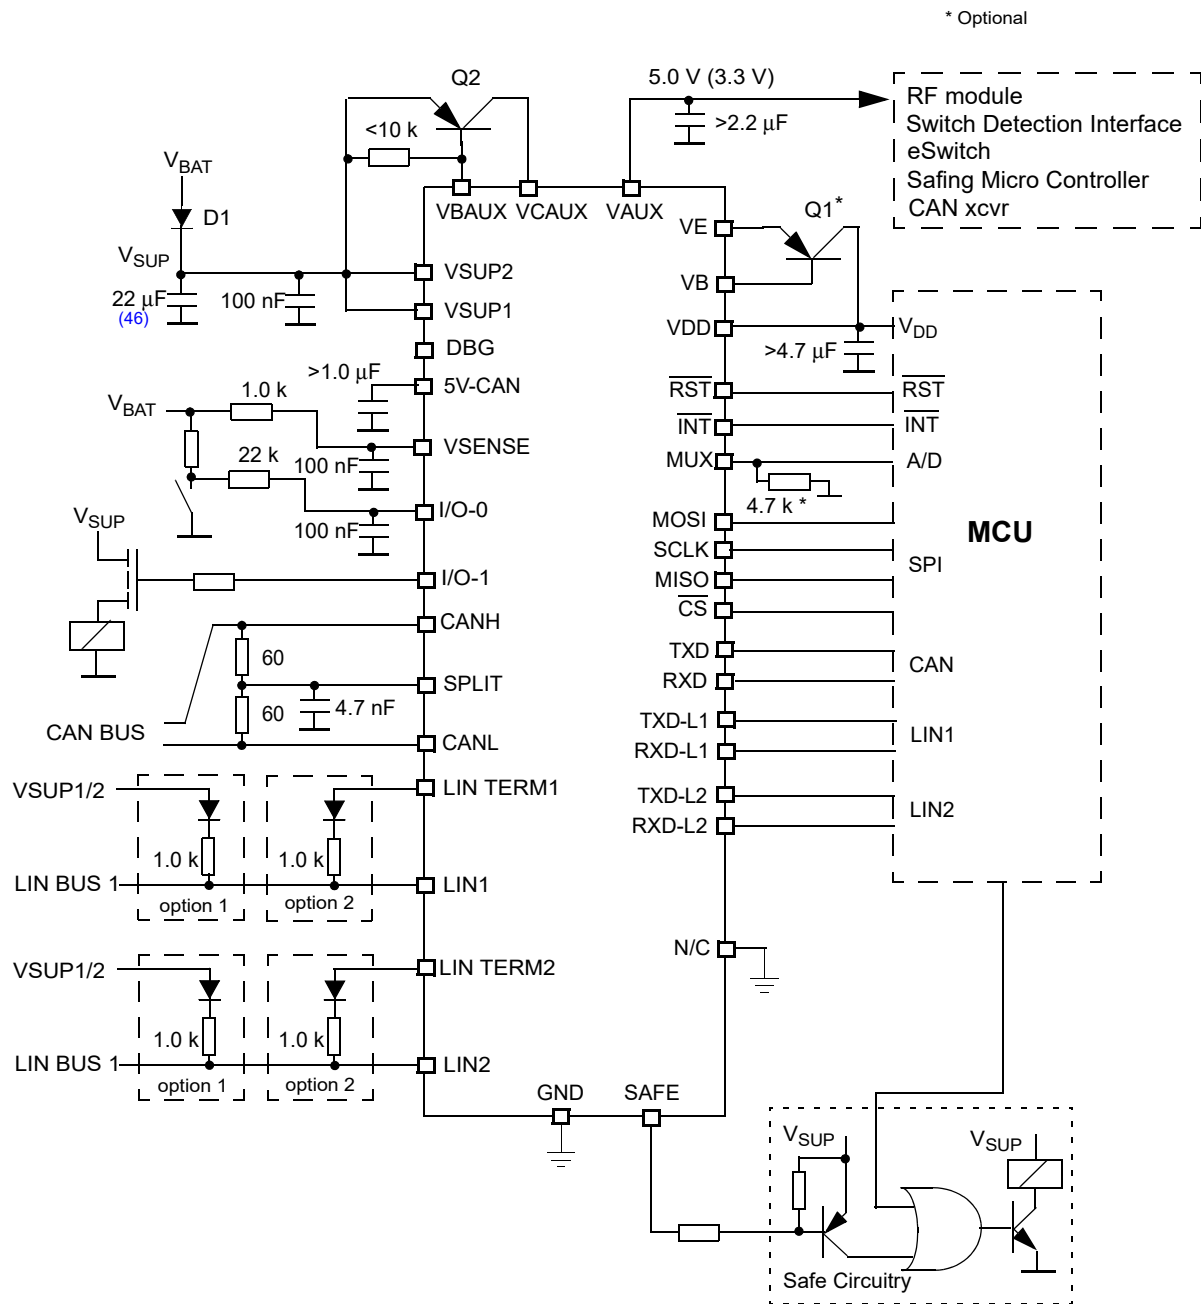 * Optional
Q2
5.0 V (3.3 V)
RF module
Switch Detection Interface
eSwitch
Safing Micro Controller
CAN xcvr
>2.2 μF
<10 k
VBAT
D1
VSUP
22 μF
(46)
100 nF
VBAUX
VCAUX
VAUX
VSUP2
VSUP1
DBG
>1.0 μF
5V-CAN
VBAT
1.0 k
VSENSE
100 nF
22 k
I/O-0
100 nF
VSUP
I/O-1
CANH
60
SPLIT
60
4.7 nF
CAN BUS
CANL
VSUP1/2
LIN TERM1
1.0 k
1.0 k
LIN BUS 1
LIN1
option 1
option 2
VSUP1/2
LIN TERM2
1.0 k
1.0 k
LIN BUS 1
LIN2
option 1
option 2
GND
SAFE
VE
Q1*
VB
VDD
VDD
>4.7 μF
RST
RST
INT
INT
MUX
A/D
4.7 k *
MOSI
SCLK
MISO
CS
SPI
MCU
TXD
RXD
CAN
TXD-L1
RXD-L1
LIN1
TXD-L2
RXD-L2
LIN2
N/C
VSUP
VSUP
Safe Circuitry